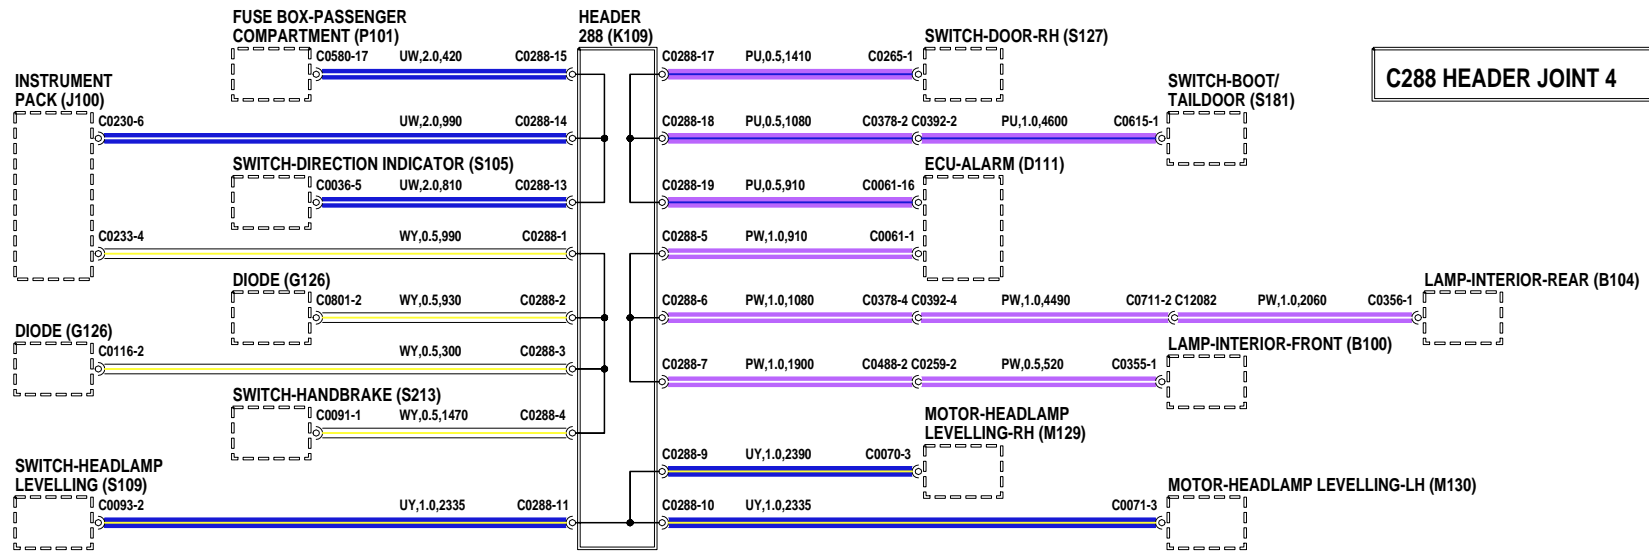 FUSE BOX-PASSENGER
COMPARTMENT (P101)
HEADER
288 (K109)
C288 HEADER JOINT 4
C0580-17 UW,2.0,420 C0288-15
C0288-17 PU,0.5,1410 C0265-1
SWITCH-DOOR-RH (S127)
INSTRUMENT
PACK (J100)
SWITCH-BOOT/
TAILDOOR (S181)
C0230-6 UW,2.0,990 C0288-14
C0288-18 PU,0.5,1080 C0378-2 C0392-2 PU,1.0,4600 C0615-1
SWITCH-DIRECTION INDICATOR (S105)
ECU-ALARM (D111)
C0036-5 UW,2.0,810 C0288-13
C0288-19 PU,0.5,910 C0061-16
C0233-4 WY,0.5,990 C0288-1
C0288-5 PW,1.0,910 C0061-1
DIODE (G126)
LAMP-INTERIOR-REAR (B104)
C0801-2 WY,0.5,930 C0288-2
C0288-6 PW,1.0,1080 C0378-4 C0392-4 PW,1.0,4490 C0711-2 C12082 PW,1.0,2060 C0356-1
DIODE (G126)
LAMP-INTERIOR-FRONT (B100)
C0116-2 WY,0.5,300 C0288-3
C0288-7 PW,1.0,1900 C0488-2 C0259-2 PW,0.5,520 C0355-1
SWITCH-HANDBRAKE (S213)
C0091-1 WY,0.5,1470 C0288-4
MOTOR-HEADLAMP
LEVELLING-RH (M129)
C0288-9 UY,1.0,2390 C0070-3
SWITCH-HEADLAMP
LEVELLING (S109)
MOTOR-HEADLAMP LEVELLING-LH (M130)
C0093-2 UY,1.0,2335 C0288-11
C0288-10 UY,1.0,2335 C0071-3